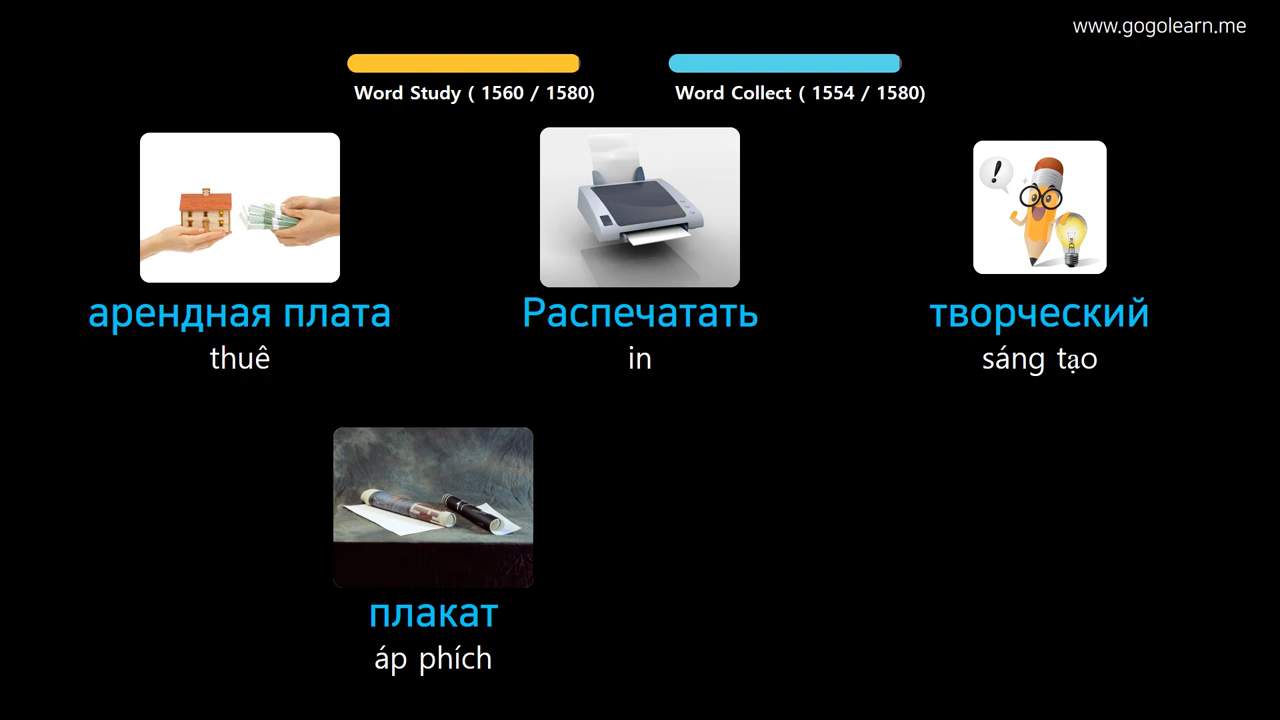 www.gogolearn.me
Word Study ( 1560 / 1580)
Word Collect ( 1554 / 1580)
арендная плата
thuê
Распечатать
in
творческий
sáng tạo
плакат
áp phích